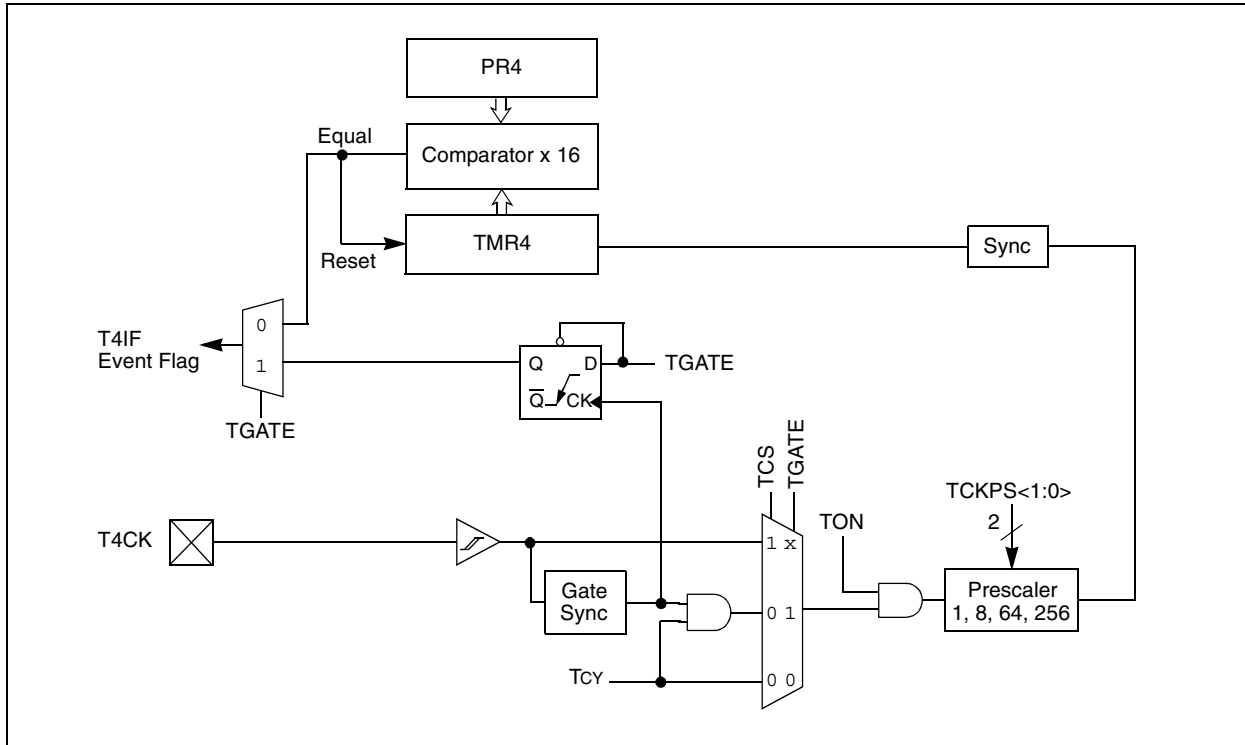 PR4
Equal
Comparator x 16
TMR4
Reset
Sync
0
T4IF
Event Flag
1
Q
D
TGATE
Q̅
CK
TGATE
TCS
TGATE
TCKPS<1:0>
2
TON
T4CK
1 x
Gate
Sync
0 1
Prescaler
1, 8, 64, 256
TCY
0 0